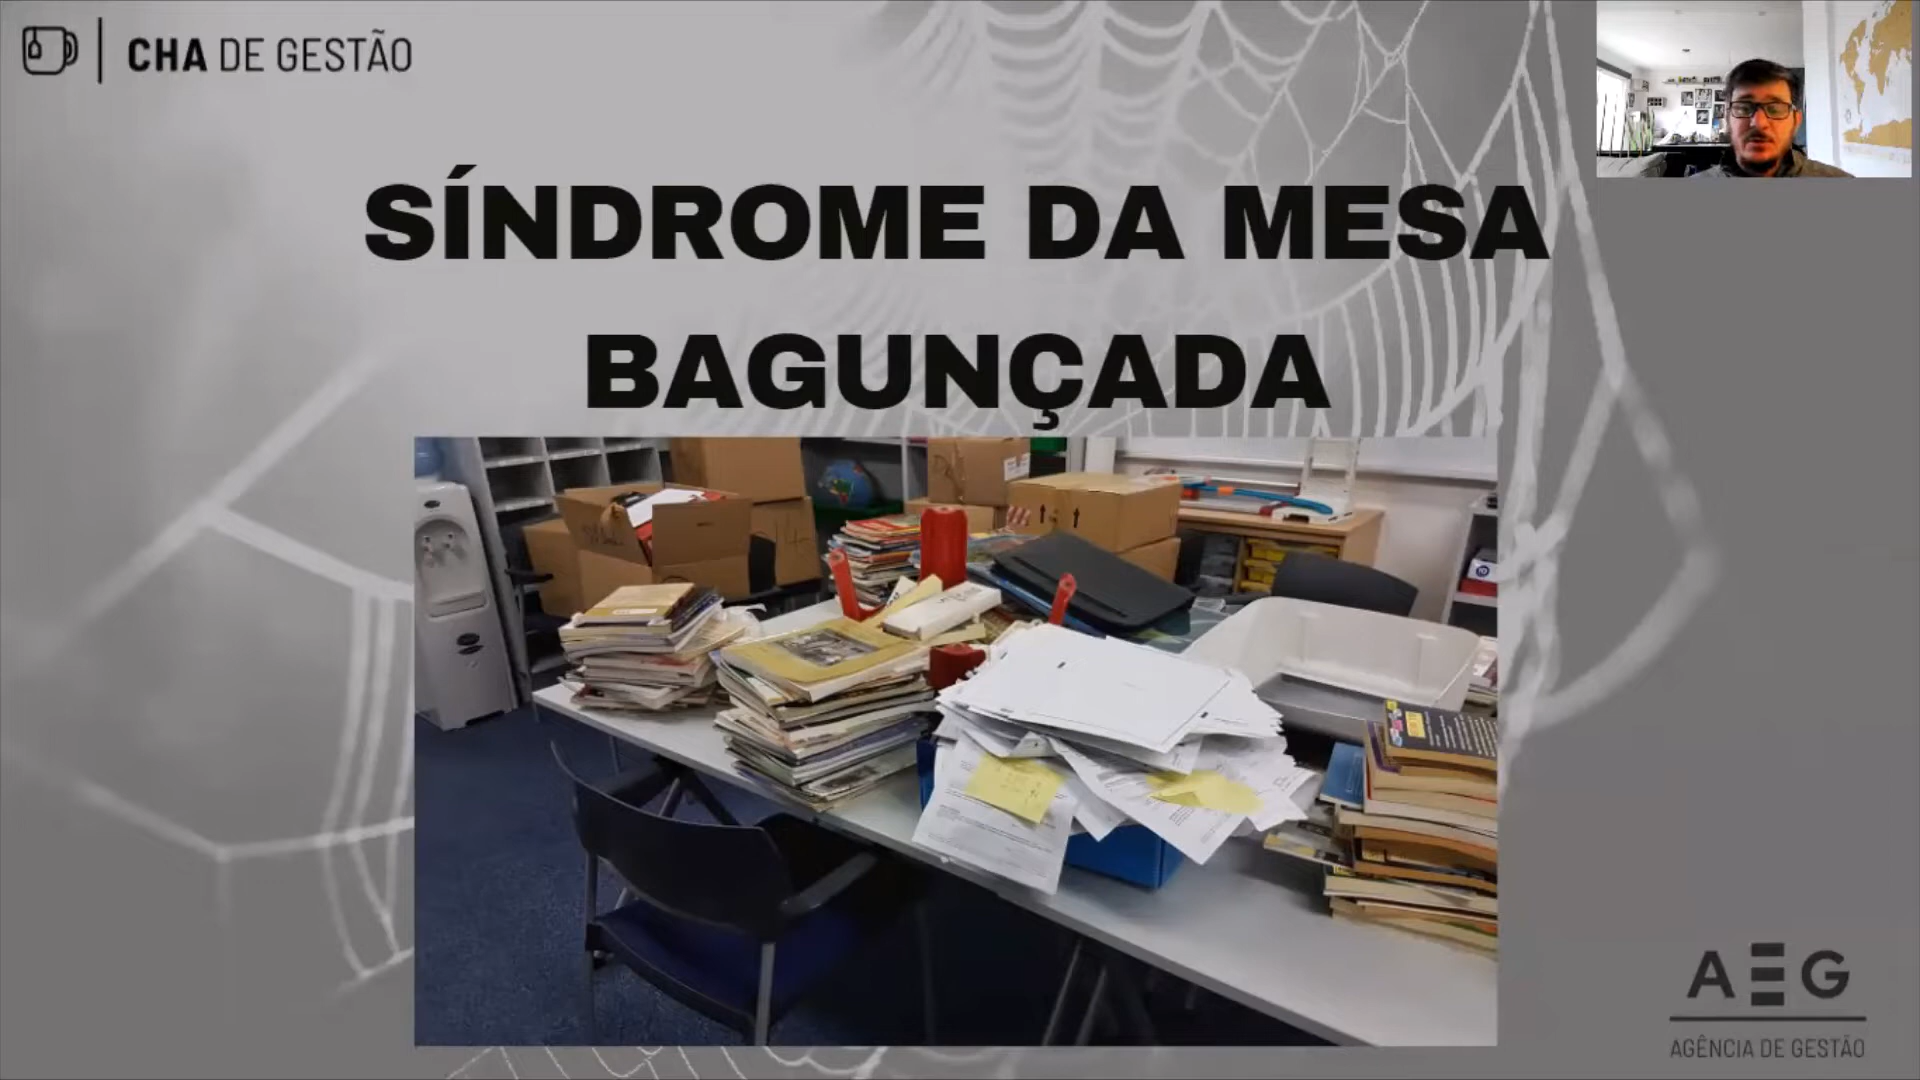 CHA DE GESTÃO
SÍNDROME DA MESA
BAGUNÇADA
AEG
AGÊNCIA DE GESTÃO